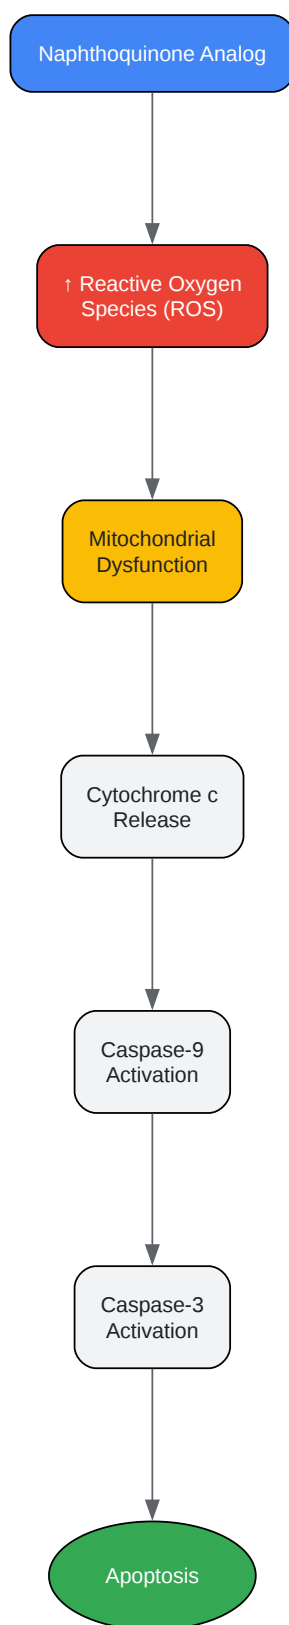 Naphthoquinone Analog
↑ Reactive Oxygen
Species (ROS)
Mitochondrial
Dysfunction
Cytochrome c
Release
Caspase-9
Activation
Caspase-3
Activation
Apoptosis